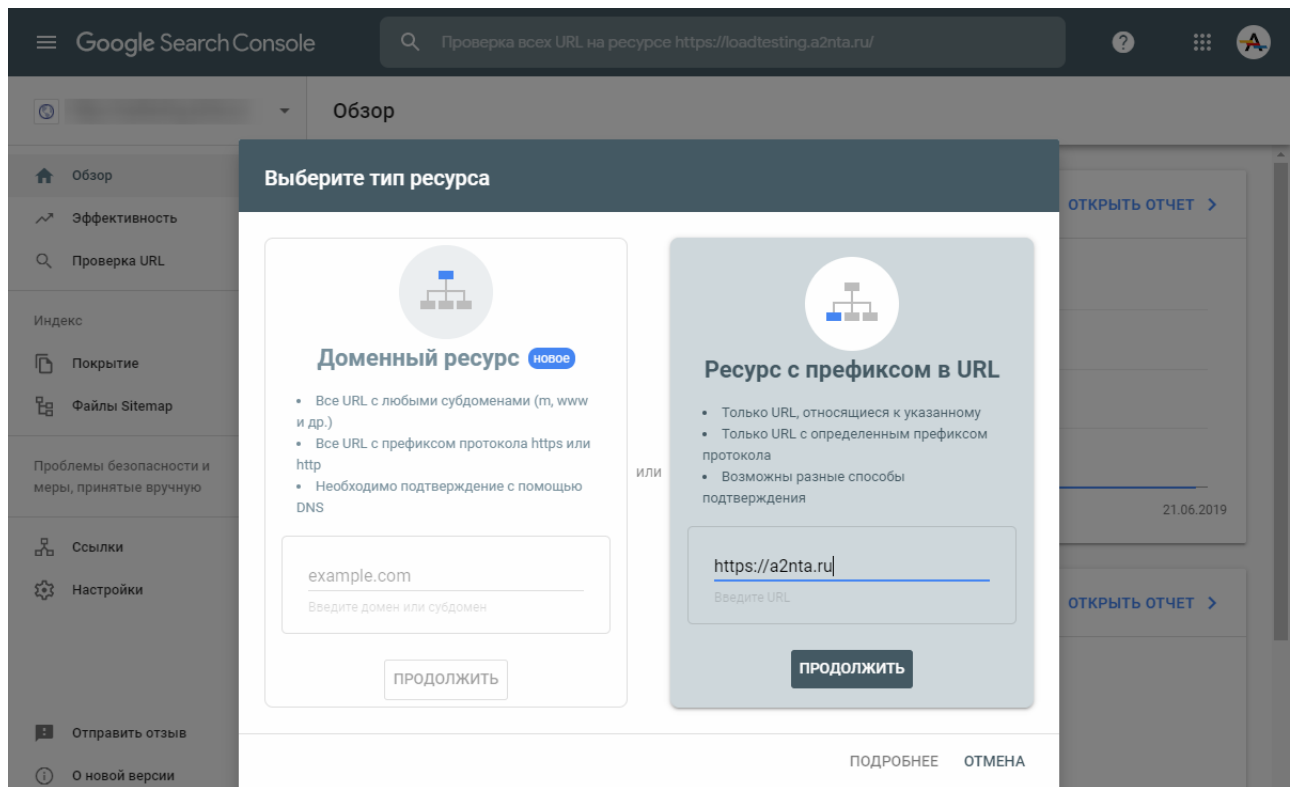 Google Search Console
Проверка всех URL на ресурсе https://loadtesting.a2nta.ru/
Обзор
Обзор
Эффективность
Проверка URL
Индекс
Покрытие
Файлы Sitemap
Проблемы безопасности и
меры, принятые вручную
Ссылки
Настройки
Отправить отзыв
О новой версии
Выберите тип ресурса
Доменный ресурс новое
• Все URL с любыми субдоменами (m, www
и др.)
• Все URL с префиксом протокола https или
http
• Необходимо подтверждение с помощью
DNS
example.com
Введите домен или субдомен
ПРОДОЛЖИТЬ
или
Ресурс с префиксом в URL
• Только URL, относящиеся к указанному
• Только URL с определенным префиксом
протокола
• Возможны разные способы
подтверждения
https://a2nta.ru
Введите URL
ПРОДОЛЖИТЬ
ПОДРОБНЕЕ ОТМЕНА
ОТКРЫТЬ ОТЧЕТ
21.06.2019
ОТКРЫТЬ ОТЧЕТ